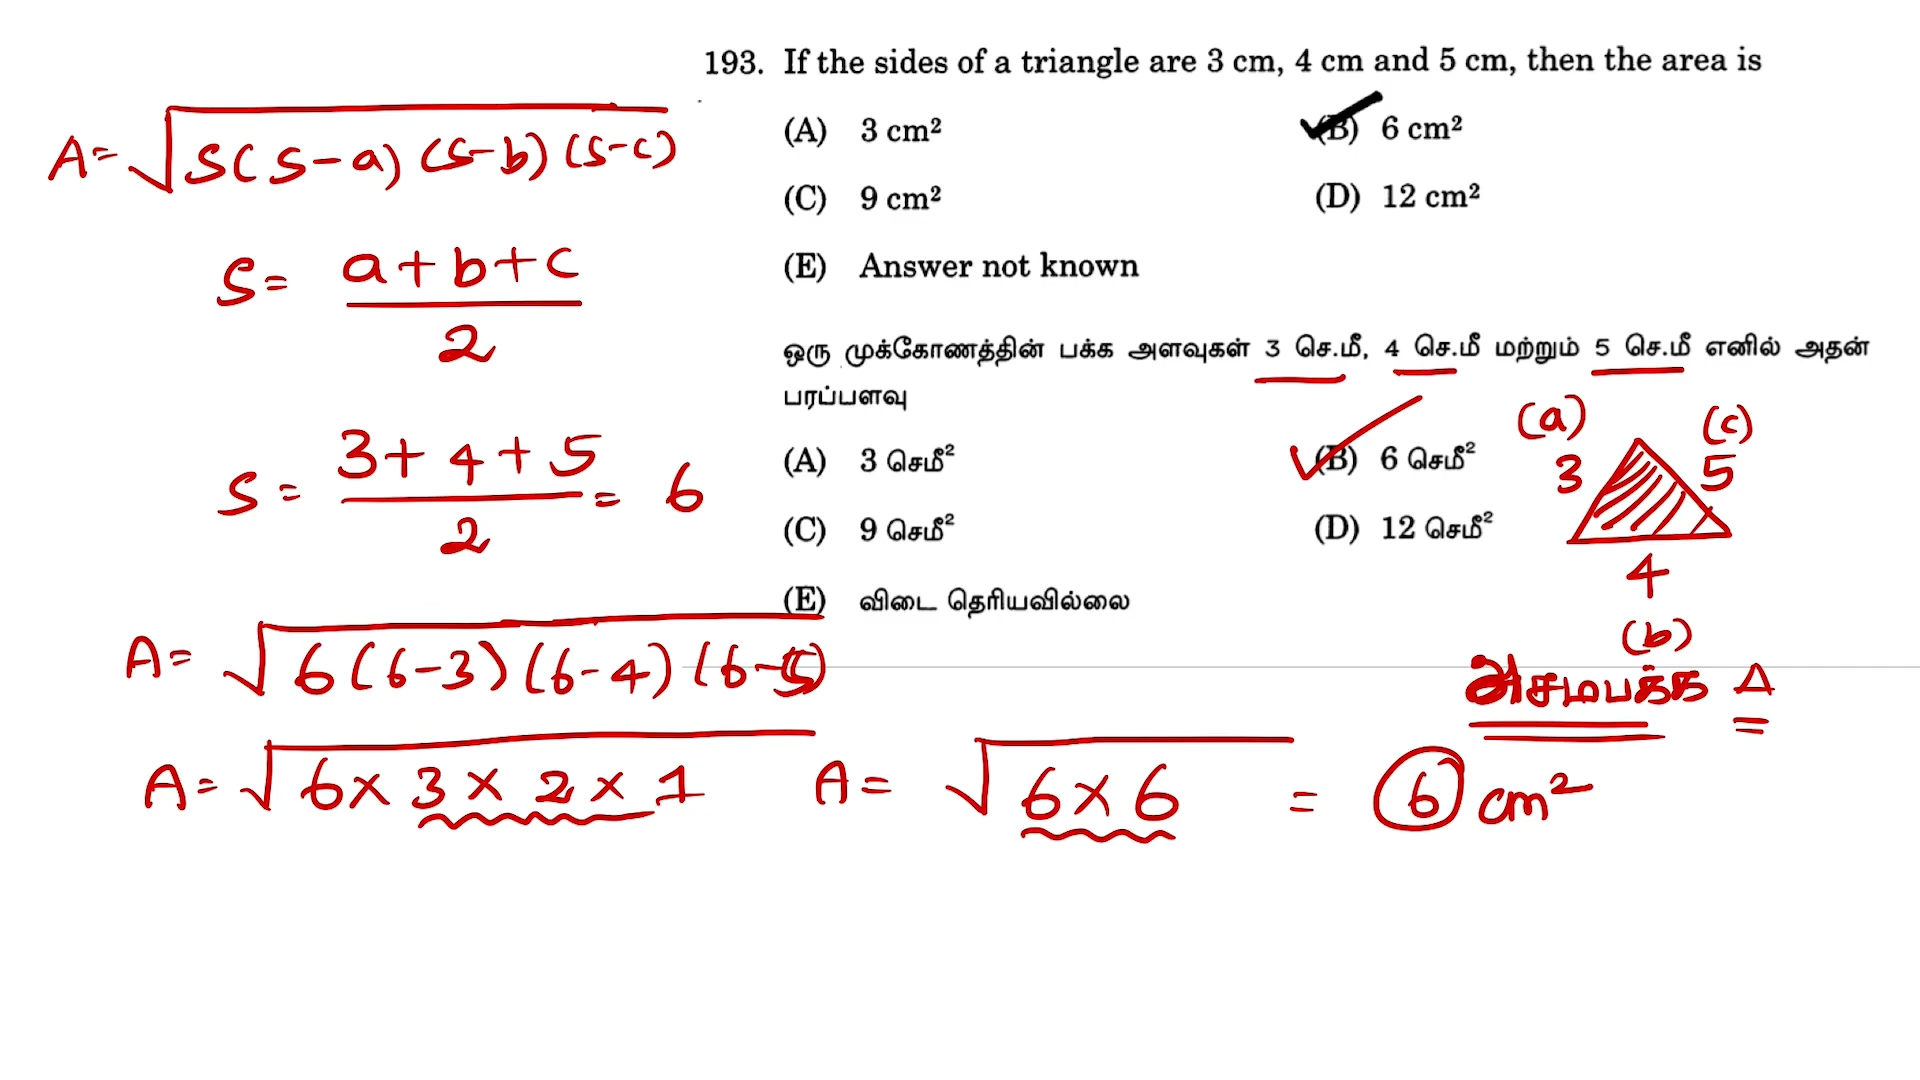 193. If the sides of a triangle are 3 cm, 4 cm and 5 cm, then the area is
(A) 3 cm² (B) 6 cm²
(C) 9 cm² (D) 12 cm²
(E) Answer not known
ஒரு முக்கோணத்தின் பக்க அளவுகள் 3 செ.மீ, 4 செ.மீ மற்றும் 5 செ.மீ எனில் அதன்
பரப்பளவு
(A) 3 செமீ² (B) 6 செமீ²
(C) 9 செமீ² (D) 12 செமீ²
(E) விடை தெரியவில்லை
A = √S(S-a)(S-b)(S-c)
S = a+b+c
2
S = 3+4+5 = 6
2
(a) (c)
3 5
4
(b)
அசமபக்க Δ
A = √6(6-3)(6-4)(6-5)
A = √6×3×2×1 A = √6×6 = 6 cm²